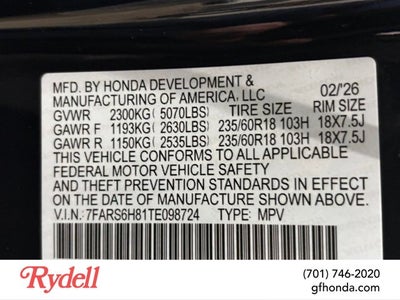 MFD. BY HONDA DEVELOPMENT &
MANUFACTURING OF AMERICA, LLC 02/'26
GVWR 2300KG( 5070LBS) TIRE SIZE RIM SIZE
GAWR F 1193KG( 2630LBS) 235/60R18 103H 18X7.5J
GAWR R 1150KG( 2535LBS) 235/60R18 103H 18X7.5J
THIS VEHICLE CONFORMS TO ALL APPLICABLE
FEDERAL MOTOR VEHICLE SAFETY
AND THEFT PREVENTION STANDARDS IN EFFECT
ON THE DATE OF MANUFACTURE SHOWN ABOVE.
V.I.N: 7FARS6H81TE098724 TYPE: MPV
Rydell
(701) 746-2020
gfhonda.com